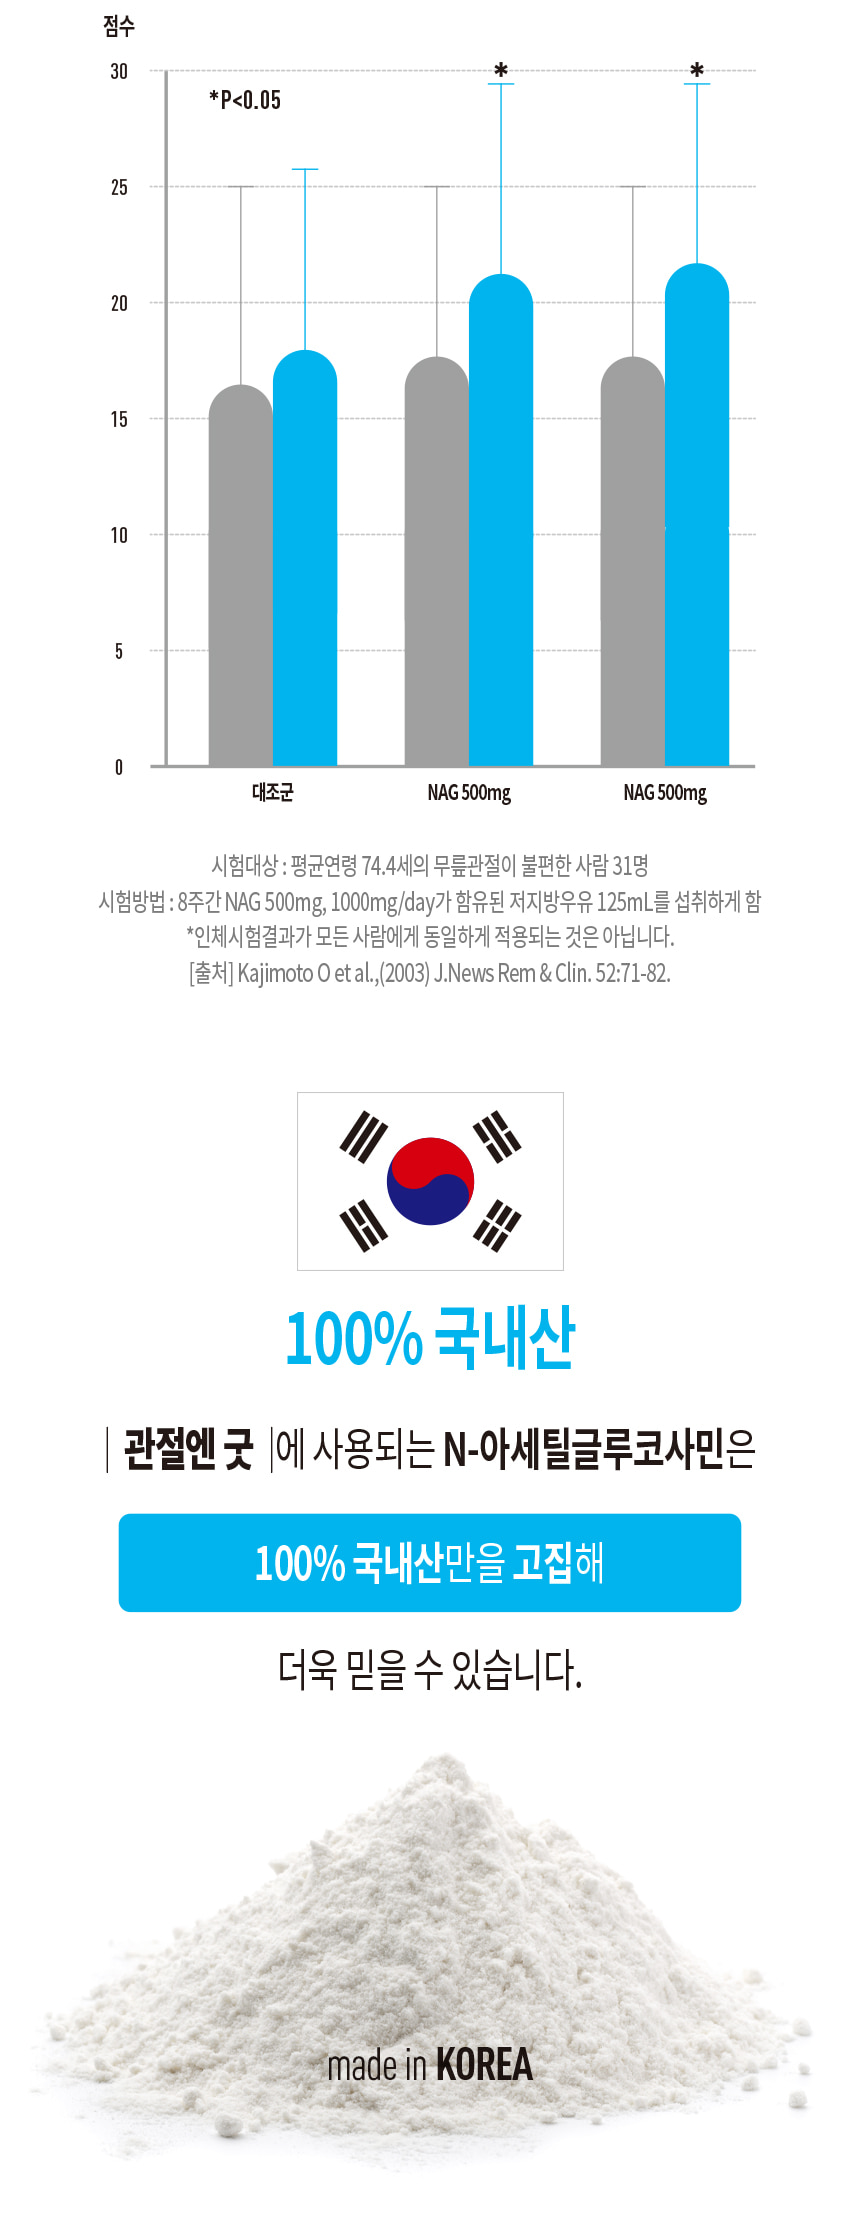 점수
30
*P<0.05
* *
25
20
15
10
5
0
대조군 NAG 500mg NAG 500mg
시험대상 : 평균연령 74.4세의 무릎관절이 불편한 사람 31명
시험방법 : 8주간 NAG 500mg, 1000mg/day가 함유된 저지방우유 125mL를 섭취하게 함
*인체시험결과가 모든 사람에게 동일하게 적용되는 것은 아닙니다.
[출처] Kajimoto O et al.,(2003) J.News Rem & Clin. 52:71-82.
100% 국내산
| 관절엔 굿 |에 사용되는 N-아세틸글루코사민은
100% 국내산만을 고집해
더욱 믿을 수 있습니다.
made in KOREA